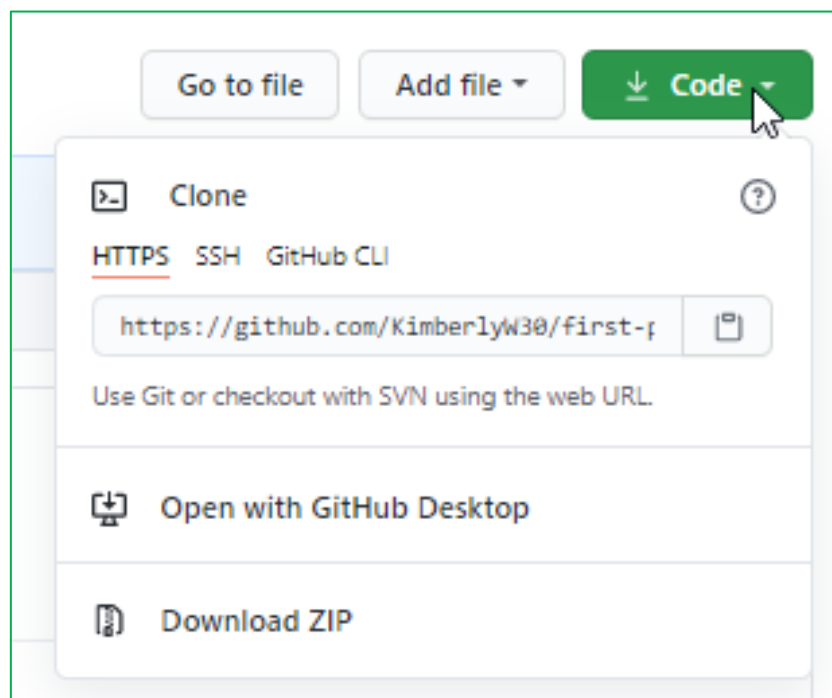 Go to file Add file Code
Clone
HTTPS SSH GitHub CLI
https://github.com/KimberlyW30/first-p
Use Git or checkout with SVN using the web URL.
Open with GitHub Desktop
Download ZIP